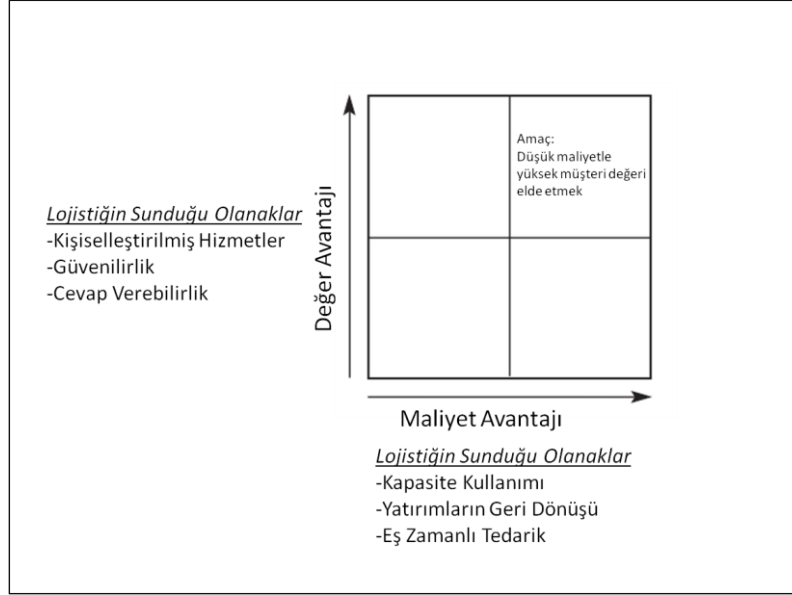 Amaç:
Düşük maliyetle
yüksek müşteri değeri
elde etmek
Lojistiğin Sunduğu Olanaklar
-Kişiselleştirilmiş Hizmetler
-Güvenilirlik
-Cevap Verebilirlik
Değer Avantajı
Maliyet Avantajı
Lojistiğin Sunduğu Olanaklar
-Kapasite Kullanımı
-Yatırımların Geri Dönüşü
-Eş Zamanlı Tedarik